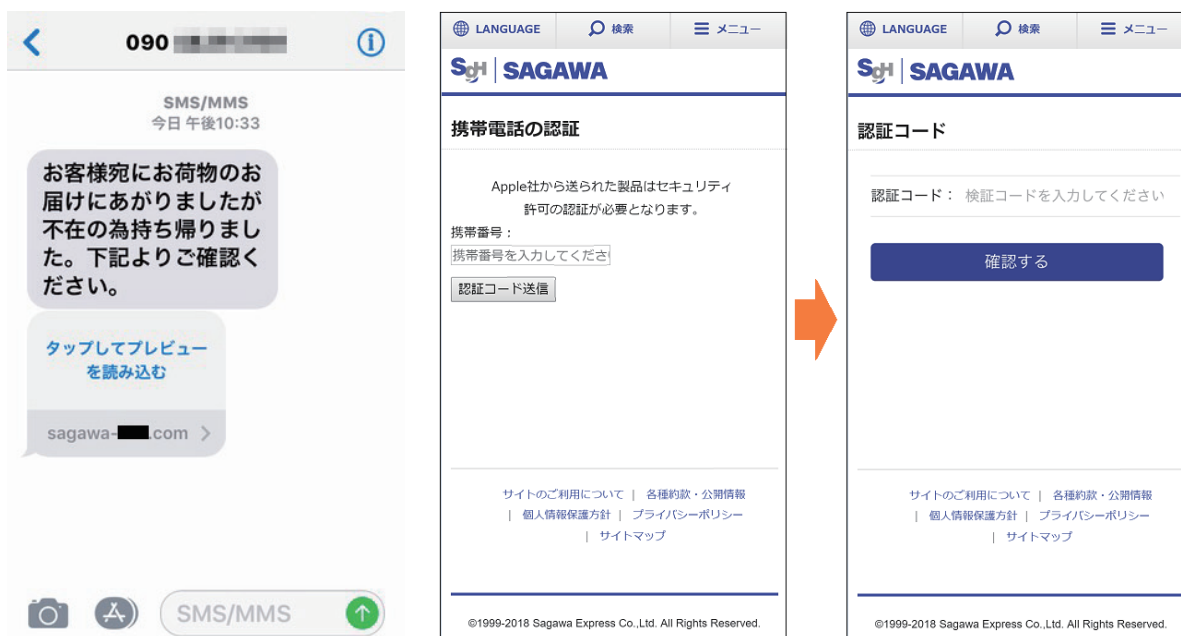 090
SMS/MMS
今日 午後10:33
お客様宛にお荷物のお
届けにあがりましたが
不在の為持ち帰りまし
た。下記よりご確認く
ださい。
タップしてプレビュー
を読み込む
sagawa-
.com
SMS/MMS
LANGUAGE 検索 メニュー
SGH SAGAWA
携帯電話の認証
Apple社から送られた製品はセキュリティ
許可の認証が必要となります。
携帯番号：
携帯番号を入力してくださ
認証コード送信
サイトのご利用について | 各種約款・公開情報
| 個人情報保護方針 | プライバシーポリシー
| サイトマップ
©1999-2018 Sagawa Express Co.,Ltd. All Rights Reserved.
LANGUAGE 検索 メニュー
SGH SAGAWA
認証コード
認証コード： 検証コードを入力してください
確認する
サイトのご利用について | 各種約款・公開情報
| 個人情報保護方針 | プライバシーポリシー
| サイトマップ
©1999-2018 Sagawa Express Co.,Ltd. All Rights Reserved.